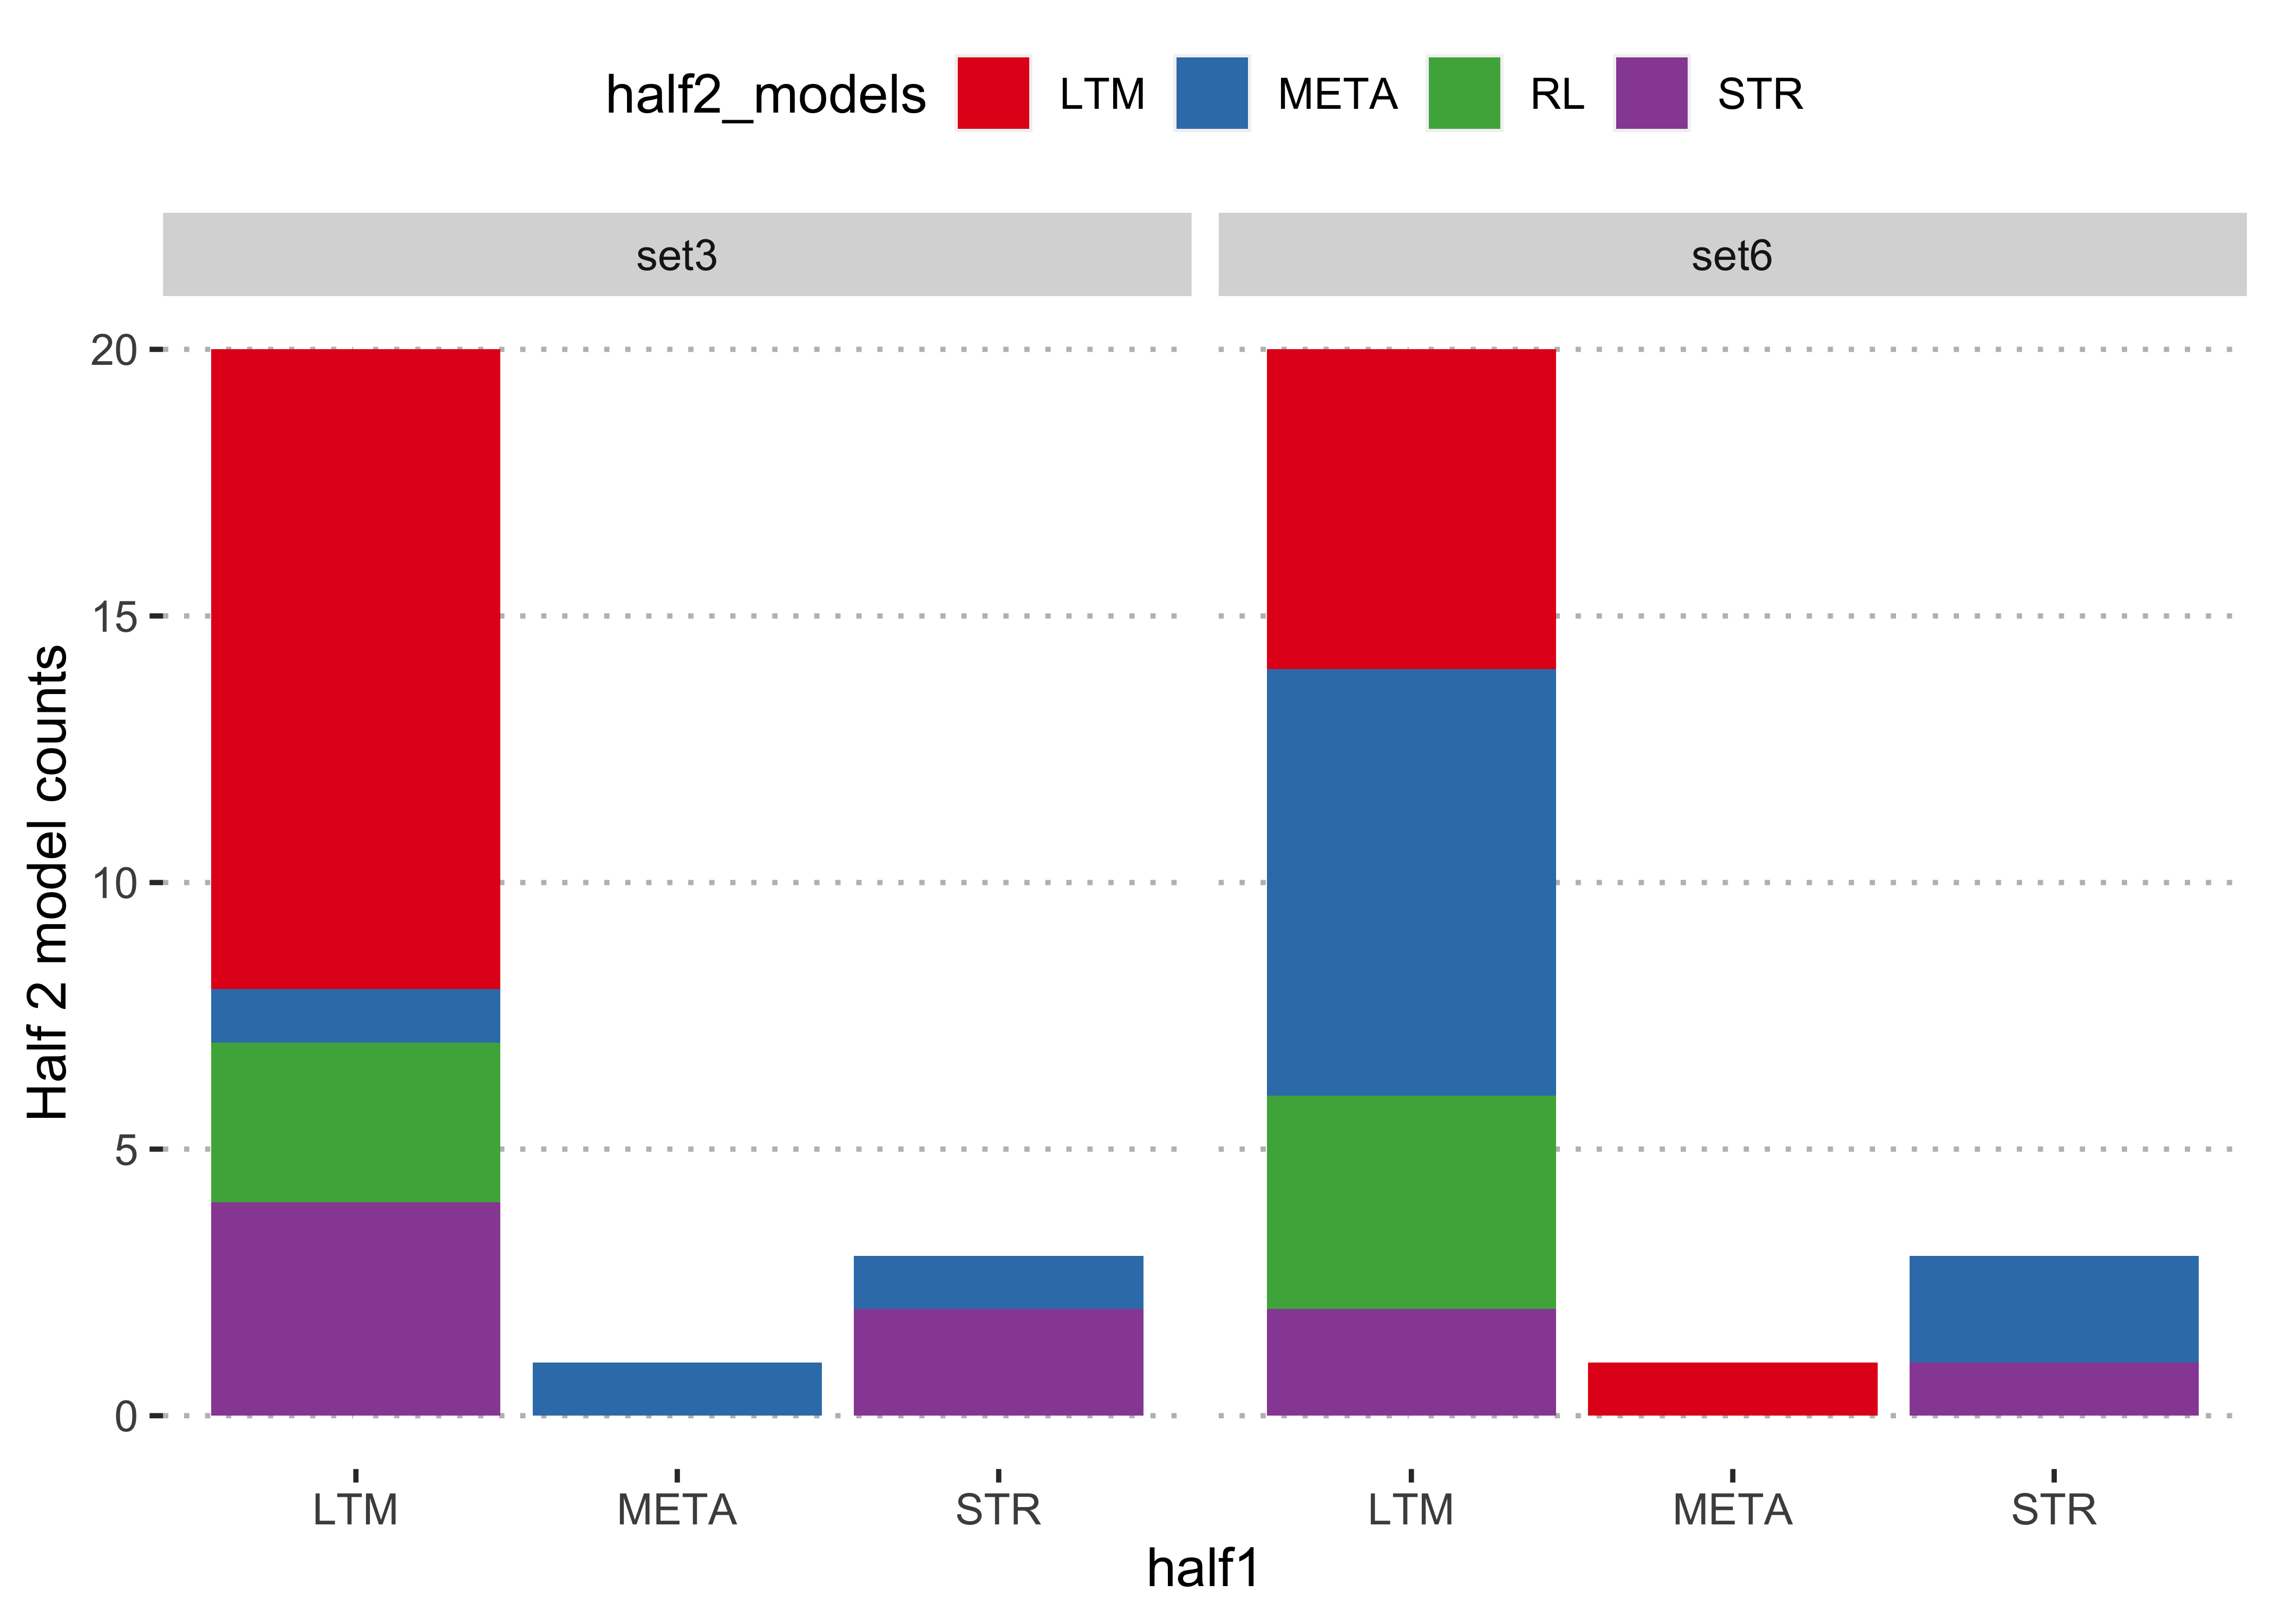 half2_models LTM META RL STR
set3 set6
20
15
10
5
0
Half 2 model counts
LTM META STR LTM META STR
half1